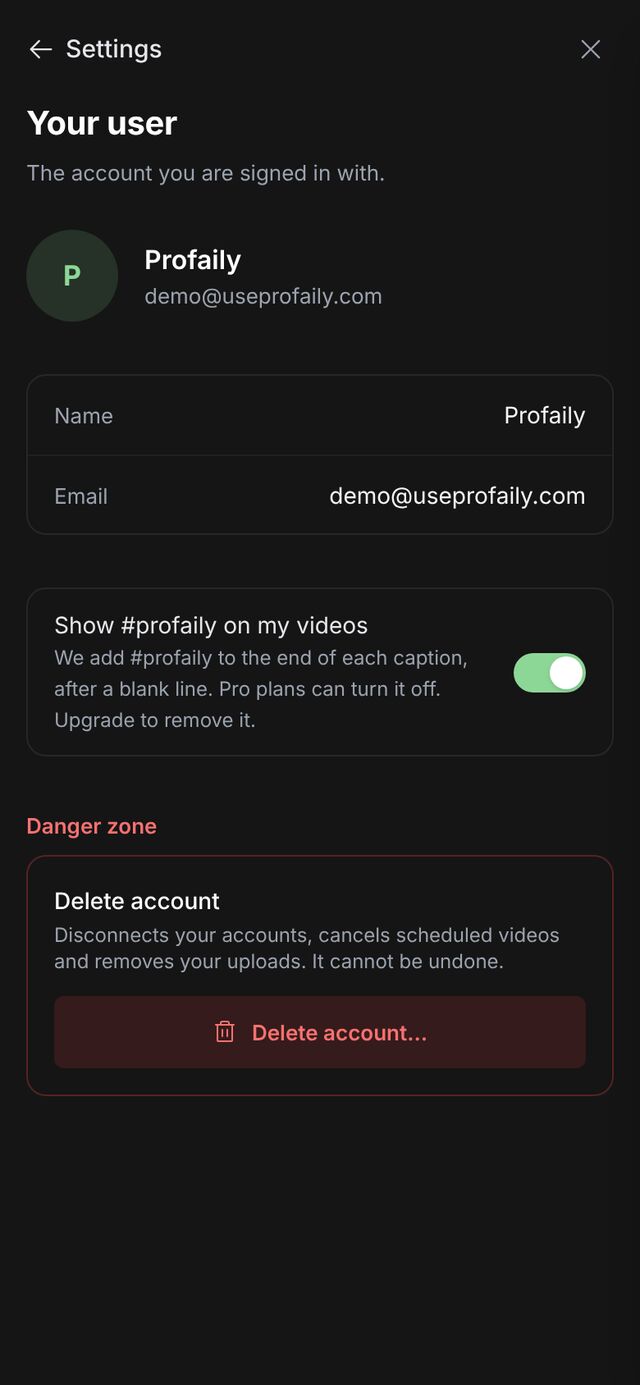 Settings
Your user
The account you are signed in with.
P
Profaily
demo@useprofaily.com
Name
Profaily
Email
demo@useprofaily.com
Show #profaily on my videos
We add #profaily to the end of each caption,
after a blank line. Pro plans can turn it off.
Upgrade to remove it.
Danger zone
Delete account
Disconnects your accounts, cancels scheduled videos
and removes your uploads. It cannot be undone.
Delete account...